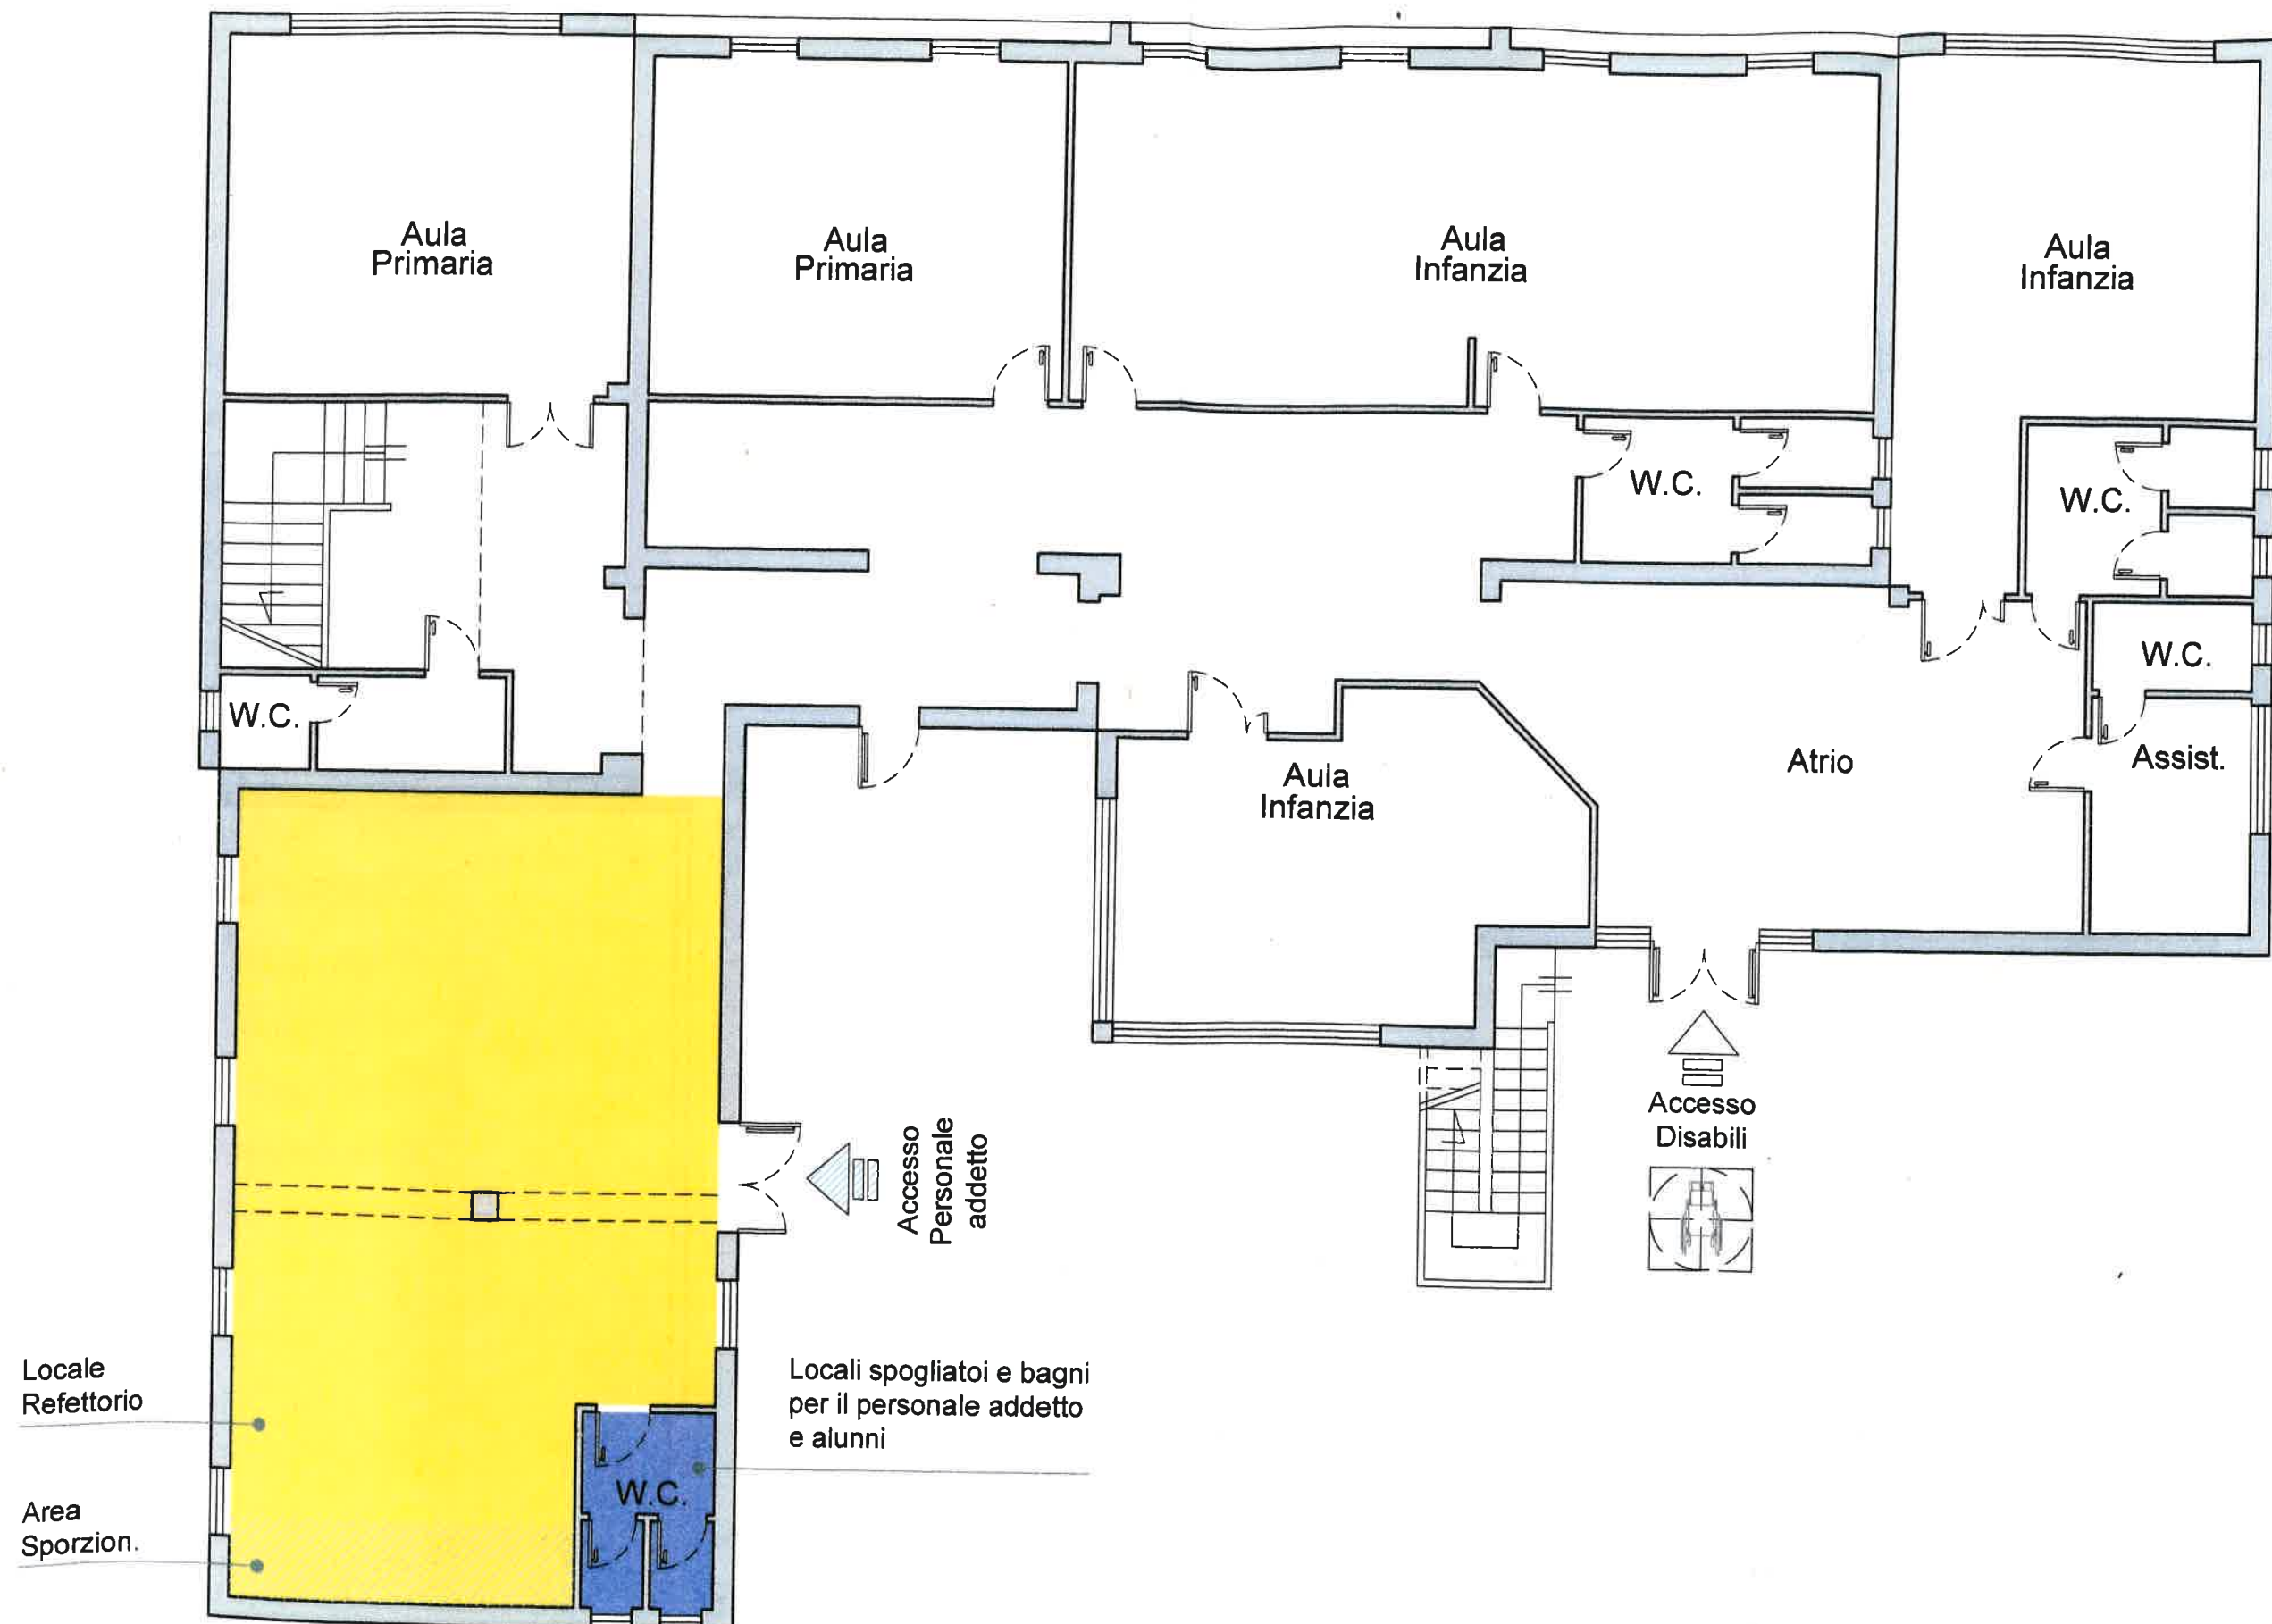 Aula
Primaria
Aula
Primaria
Aula
Infanzia
Aula
Infanzia
W.C.
W.C.
W.C.
W.C.
Aula
Infanzia
Atrio
Assist.
Accesso
Personale
addetto
Accesso
Disabili
Locale
Refettorio
Locali spogliatoi e bagni
per il personale addetto
e alunni
W.C.
Area
Sporzion.